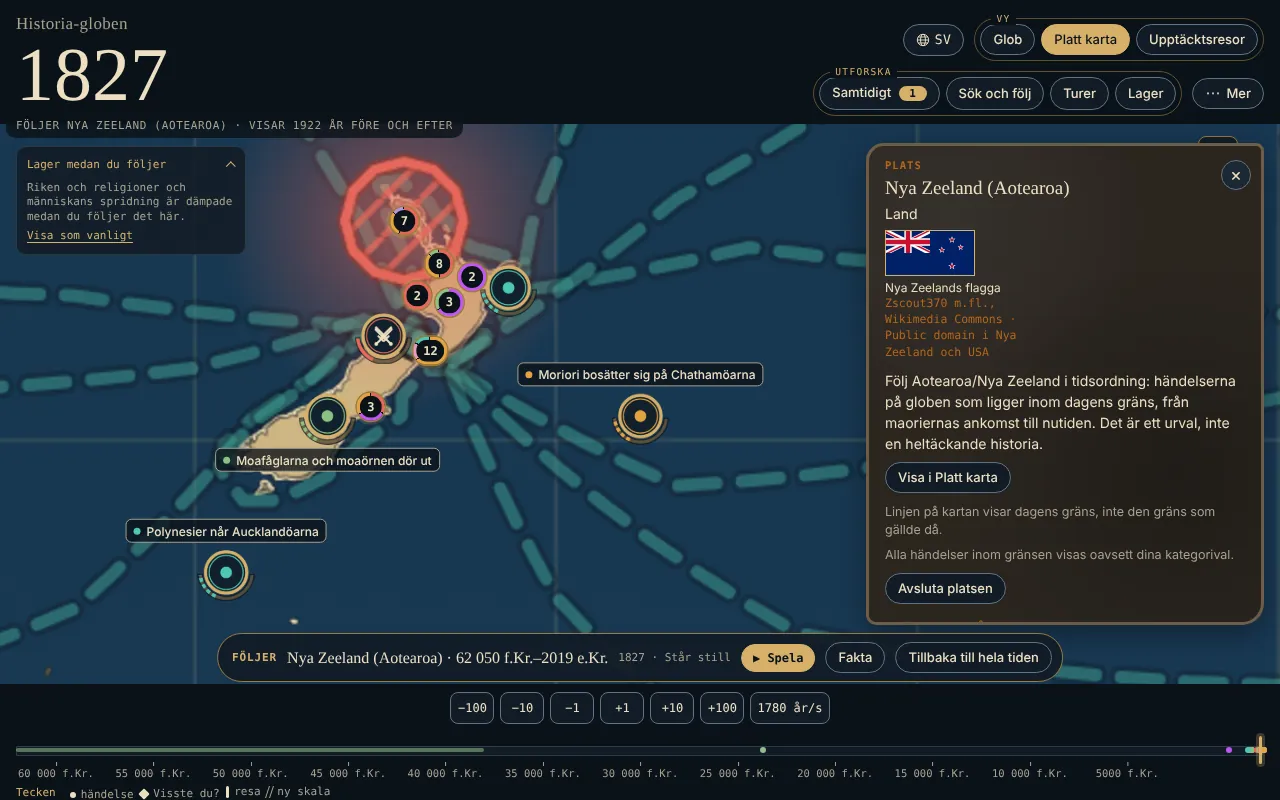 Historia-globen
1827
FÖLJER NYA ZEELAND (AOTEAROA) · VISAR 1922 ÅR FÖRE OCH EFTER
SV
VY
Glob
Platt karta
Upptäcktsresor
UTFORSKA
Samtidigt 1
Sök och följ
Turer
Lager
··· Mer
Lager medan du följer
Riken och religioner och
människans spridning är dämpade
medan du följer det här.
Visa som vanligt
7
8
2
2
3
12
3
Moriori bosätter sig på Chathamöarna
Moafåglarna och moaörnen dör ut
Polynesier når Aucklandöarna
PLATS
Nya Zeeland (Aotearoa)
Land
Nya Zeelands flagga
Zscout370 m.fl.,
Wikimedia Commons ·
Public domain i Nya
Zeeland och USA
Följ Aotearoa/Nya Zeeland i tidsordning: händelserna
på globen som ligger inom dagens gräns, från
maoriernas ankomst till nutiden. Det är ett urval, inte
en heltäckande historia.
Visa i Platt karta
Linjen på kartan visar dagens gräns, inte den gräns som
gällde då.
Alla händelser inom gränsen visas oavsett dina kategorival.
Avsluta platsen
FÖLJER Nya Zeeland (Aotearoa) · 62 050 f.Kr.–2019 e.Kr. 1827 · Står still ▶ Spela Fakta Tillbaka till hela tiden
−100 −10 −1 +1 +10 +100 1780 år/s
60 000 f.Kr. 55 000 f.Kr. 50 000 f.Kr. 45 000 f.Kr. 40 000 f.Kr. 35 000 f.Kr. 30 000 f.Kr. 25 000 f.Kr. 20 000 f.Kr. 15 000 f.Kr. 10 000 f.Kr. 5000 f.Kr.
Tecken händelse Visste du? resa // ny skala